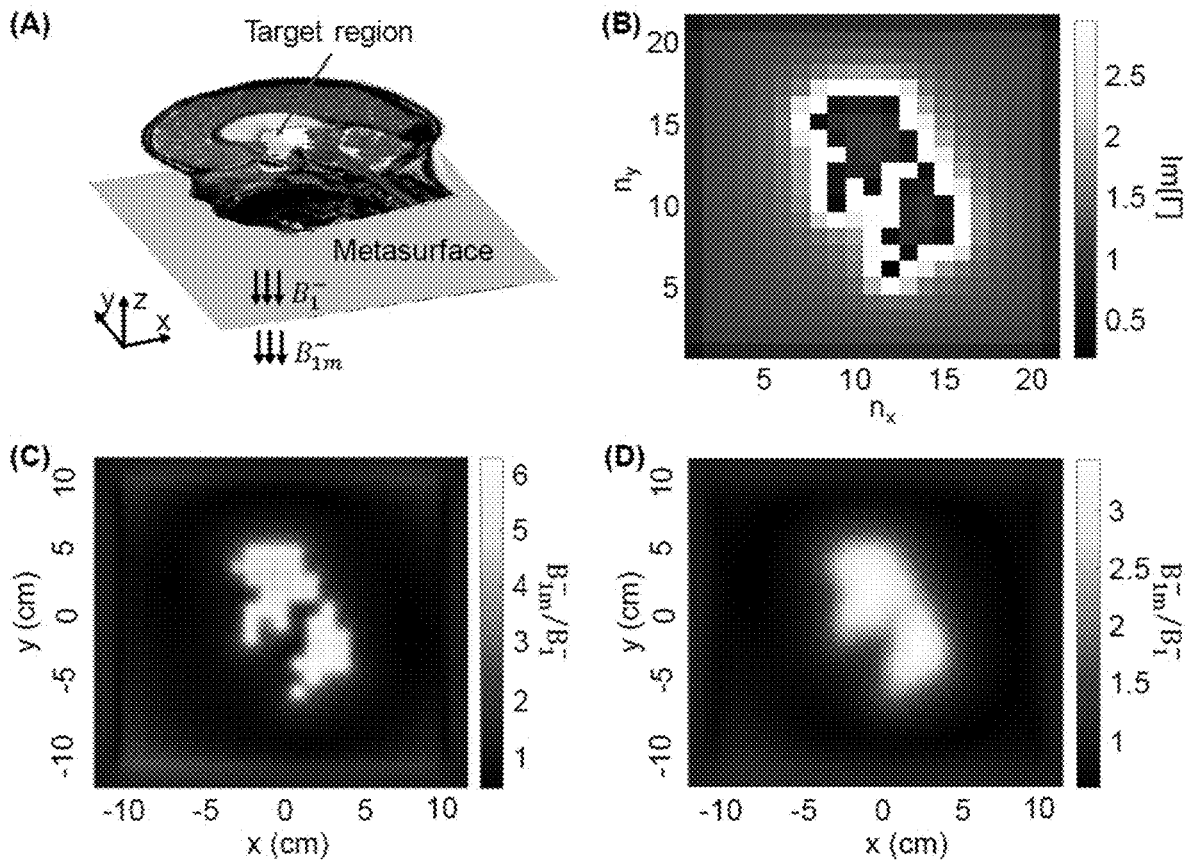 (A)
Target region
Metasurface
B₁⁻
B₁ₘ⁻
y z x
(B)
20
15
10
5
n_y
5 10 15 20
n_x
2.5
2
1.5
1
0.5
Im[Γ]
(C)
10
5
0
-5
-10
y (cm)
-10 -5 0 5 10
x (cm)
6
5
4
3
2
1
B₁ₘ⁻/B₁⁻
(D)
10
5
0
-5
-10
y (cm)
-10 -5 0 5 10
x (cm)
3
2.5
2
1.5
1
B₁ₘ⁻/B₁⁻